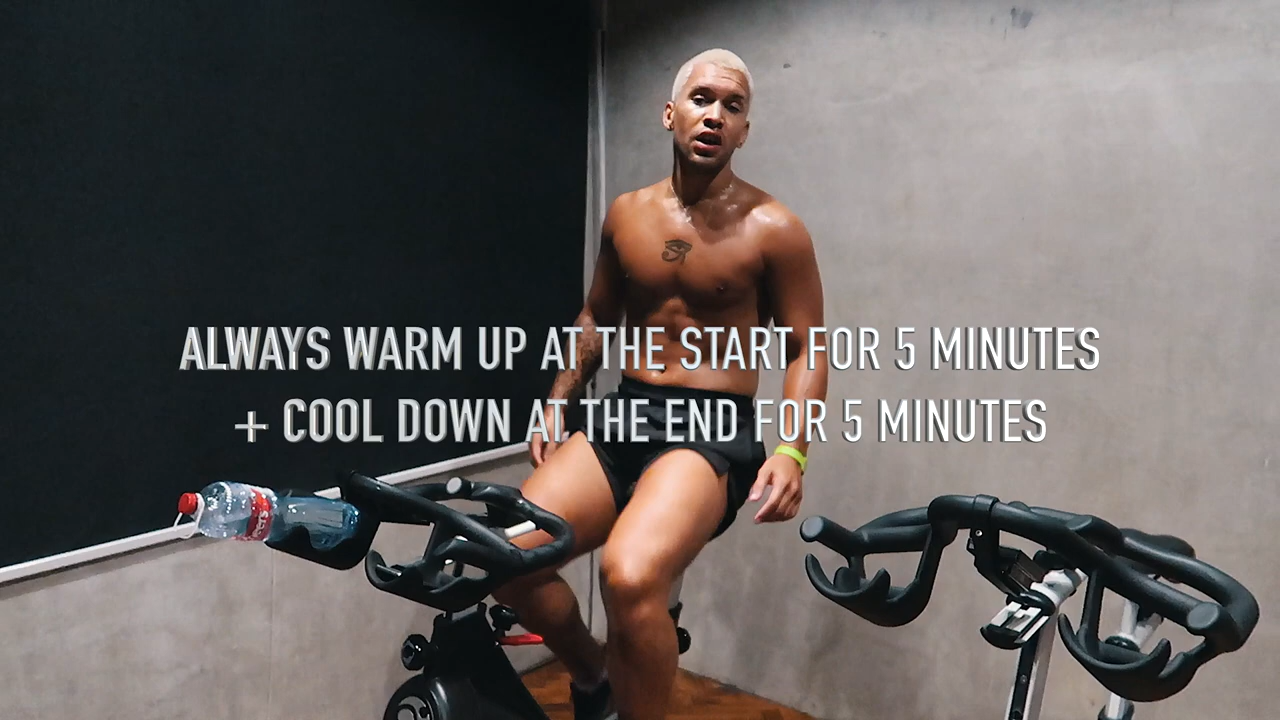 ALWAYS WARM UP AT THE START FOR 5 MINUTES
+ COOL DOWN AT THE END FOR 5 MINUTES